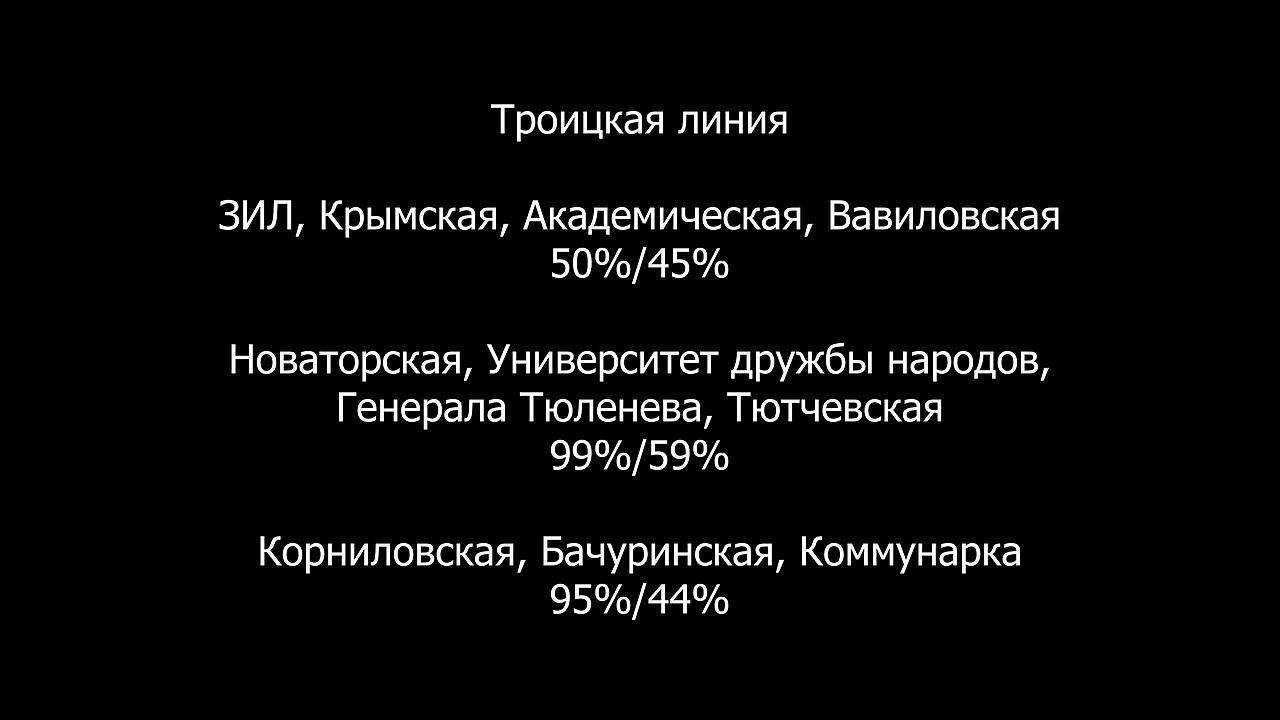 Троицкая линия
ЗИЛ, Крымская, Академическая, Вавиловская
50%/45%
Новаторская, Университет дружбы народов,
Генерала Тюленева, Тютчевская
99%/59%
Корниловская, Бачуринская, Коммунарка
95%/44%